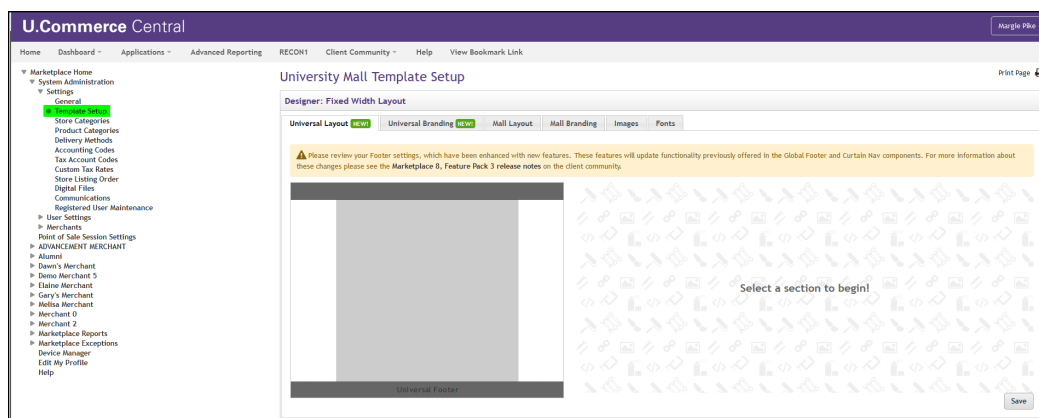 U.Commerce Central
Margie Pike
Home Dashboard Applications Advanced Reporting RECON1 Client Community Help View Bookmark Link
Marketplace Home
System Administration
Settings
General
Template Setup
Store Categories
Product Categories
Delivery Methods
Accounting Codes
Tax Account Codes
Custom Tax Rates
Store Listing Order
Digital Files
Communications
Registered User Maintenance
User Settings
Merchants
Point of Sale Session Settings
ADVANCEMENT MERCHANT
Alumni
Dawn's Merchant
Demo Merchant 5
Elaine Merchant
Gary's Merchant
Melisa Merchant
Merchant 0
Merchant 2
Marketplace Reports
Marketplace Exceptions
Device Manager
Edit My Profile
Help
University Mall Template Setup
Print Page
Designer: Fixed Width Layout
Universal Layout NEW! Universal Branding NEW! Mall Layout Mall Branding Images Fonts
Please review your Footer settings, which have been enhanced with new features. These features will update functionality previously offered in the Global Footer and Curtain Nav components. For more information about
these changes please see the Marketplace 8, Feature Pack 3 release notes on the client community.
Select a section to begin!
Universal Footer
Save